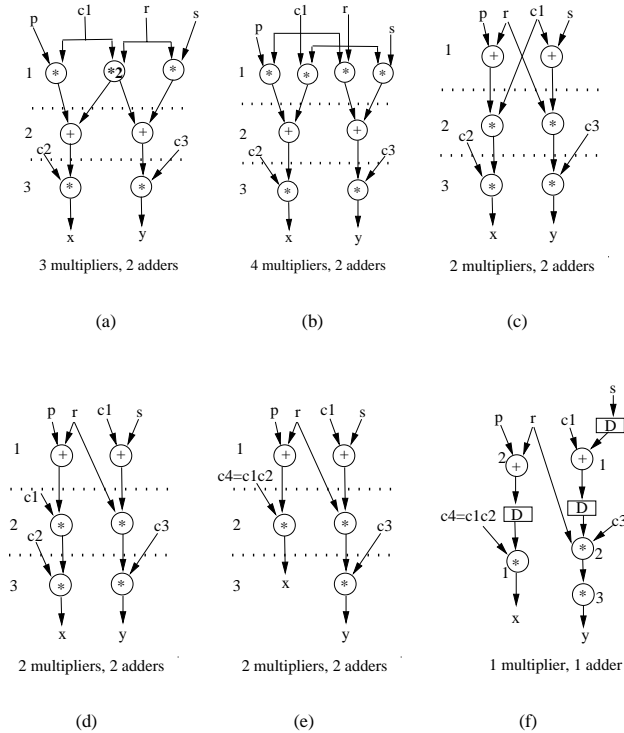 p c1 r s
1 * *2 * 
2 + +
c2 c3
3 * *
x y
3 multipliers, 2 adders
(a)
p c1 r s
1 * * * *
2 + +
c2 c3
3 * *
x y
4 multipliers, 2 adders
(b)
p r c1 s
1 + +
2 * *
c2 c3
3 * *
x y
2 multipliers, 2 adders
(c)
p r c1 s
1 + +
c1
2 * *
c2 c3
3 * *
x y
2 multipliers, 2 adders
(d)
p r c1 s
1 + +
c4=c1c2
2 * *
c3
x
3 *
y
2 multipliers, 2 adders
(e)
s
p r c1 D
2 + + 1
D D
c4=c1c2 c3
* 2
* 1
* 3
x y
1 multiplier, 1 adder
(f)